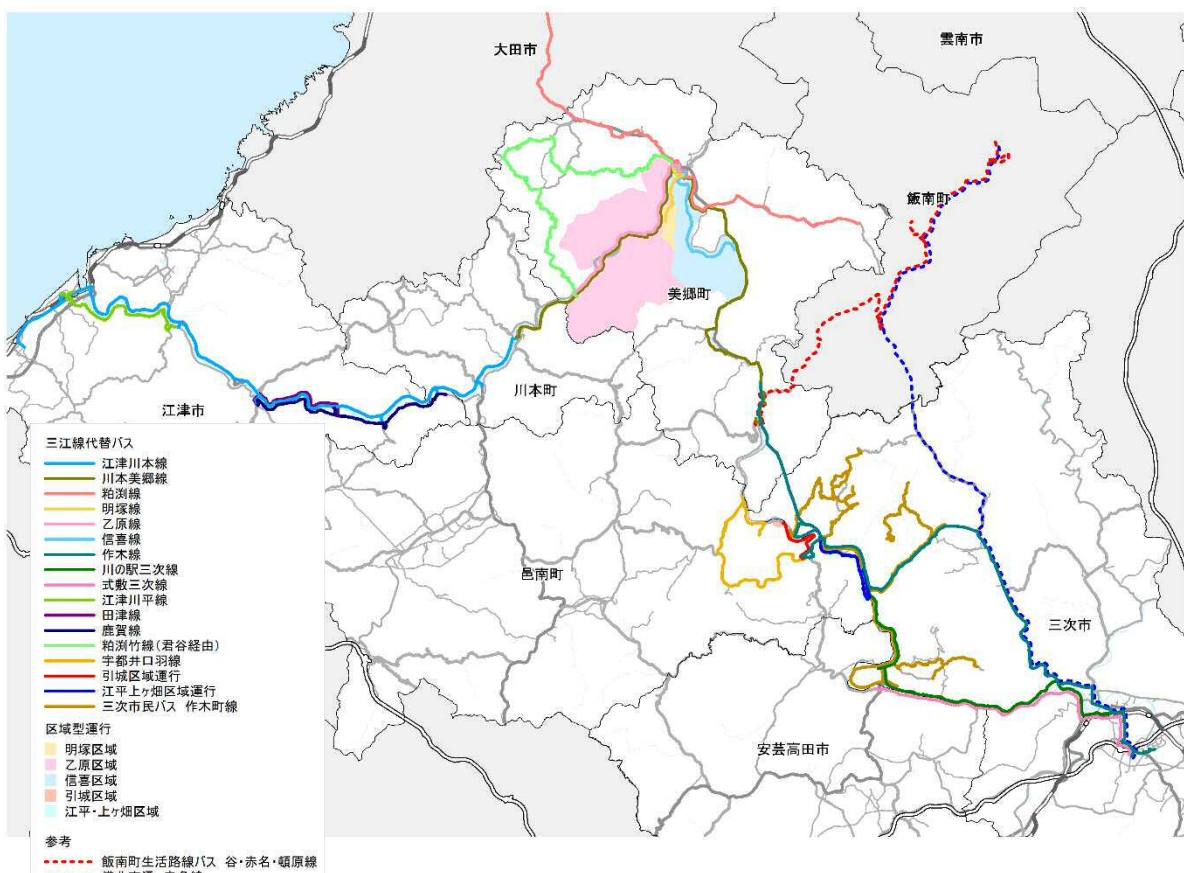 大田市
雲南市
飯南町
美郷町
川本町
江津市
邑南町
三次市
安芸高田市
三江線代替バス
江津川本線
川本美郷線
粕渕線
明塚線
乙原線
信喜線
作木線
川の駅三次線
式敷三次線
江津川平線
田津線
鹿賀線
粕渕竹線(君谷経由)
宇都井口羽線
引城区域運行
江平上ヶ畑区域運行
三次市民バス 作木町線
区域型運行
明塚区域
乙原区域
信喜区域
引城区域
江平・上ヶ畑区域
参考
飯南町生活路線バス 谷・赤名・頓原線